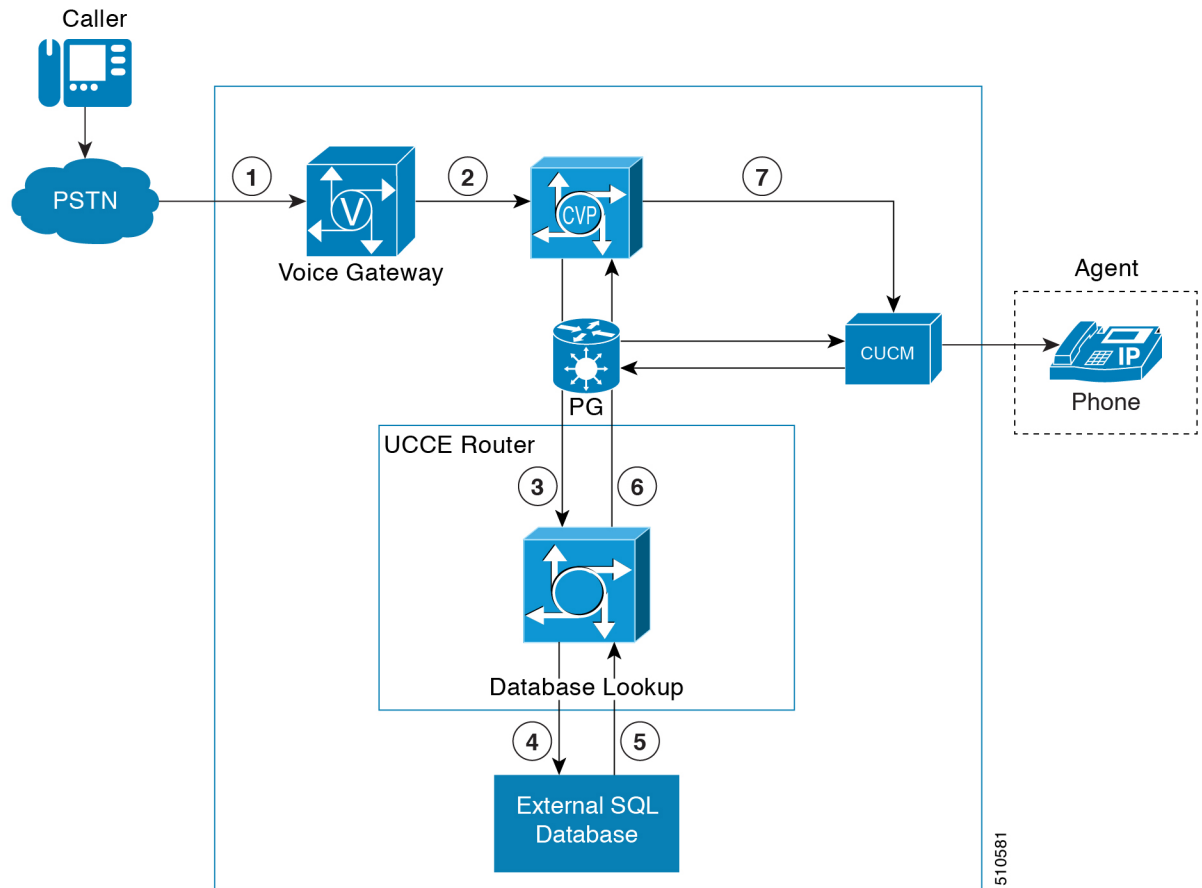 Caller
PSTN
1
V
Voice Gateway
2
CVP
7
Agent
CUCM
IP
Phone
PG
UCCE Router
3
6
Database Lookup
4
5
External SQL
Database
510581